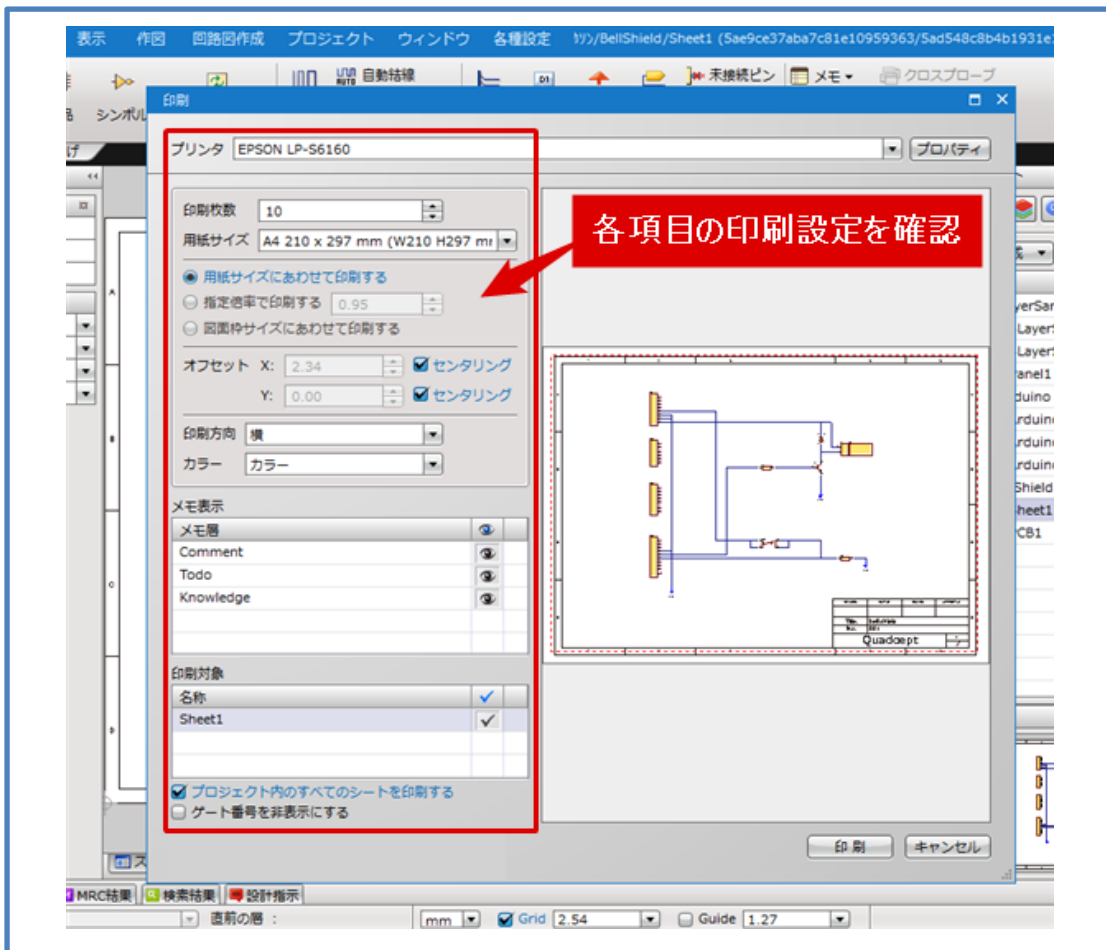 表示 作図 回路図作成 プロジェクト ウィンドウ 各種設定
自動結線 D1 未接続ピン メモ クロスプローブ
シンボル
印刷
プリンタ EPSON LP-S6160 プロパティ
印刷枚数 10
各項目の印刷設定を確認
用紙サイズ A4 210 x 297 mm (W210 H297 mm
用紙サイズにあわせて印刷する
指定倍率で印刷する 0.95
図面枠サイズにあわせて印刷する
オフセット X: 2.34 センタリング
Y: 0.00 センタリング
印刷方向 横
カラー カラー
メモ表示
メモ層
Comment
Todo
Knowledge
印刷対象
名称
Sheet1
プロジェクト内のすべてのシートを印刷する
ゲート番号を非表示にする
Quadcept
印刷 キャンセル
MRC結果 検索結果 設計指示
直前の層 : mm Grid 2.54 Guide 1.27